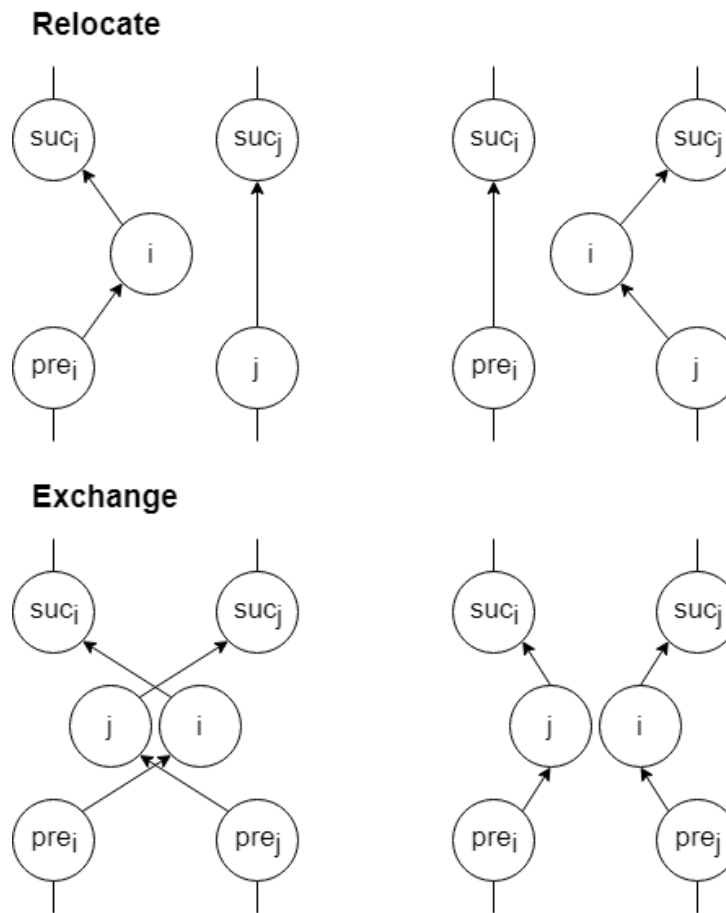 Relocate
suci sucj suci sucj
i i
prei j prei j
Exchange
suci sucj suci sucj
j i j i
prei prej prei prej